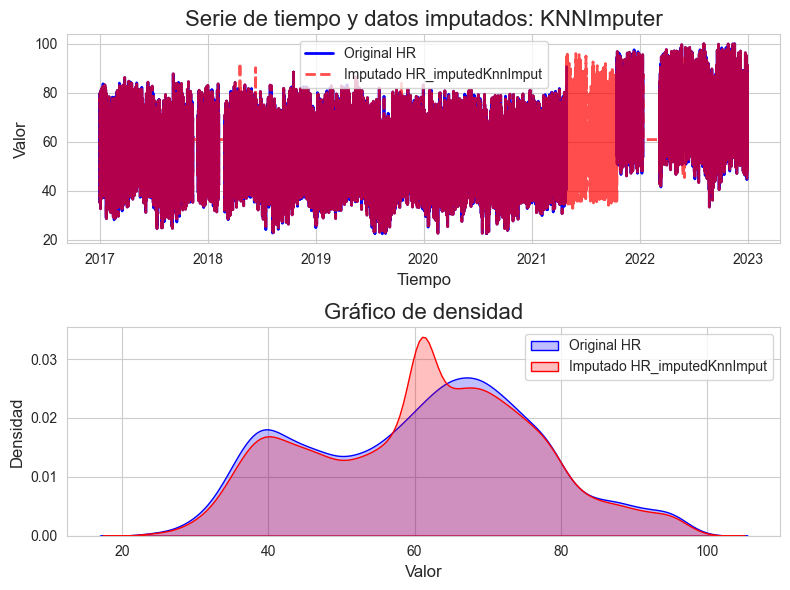 Serie de tiempo y datos imputados: KNNImputer
Original HR
Imputado HR_imputedKnnImput
Valor
100
80
60
40
20
2017 2018 2019 2020 2021 2022 2023
Tiempo
Gráfico de densidad
Original HR
Imputado HR_imputedKnnImput
Densidad
0.03
0.02
0.01
0.00
20 40 60 80 100
Valor